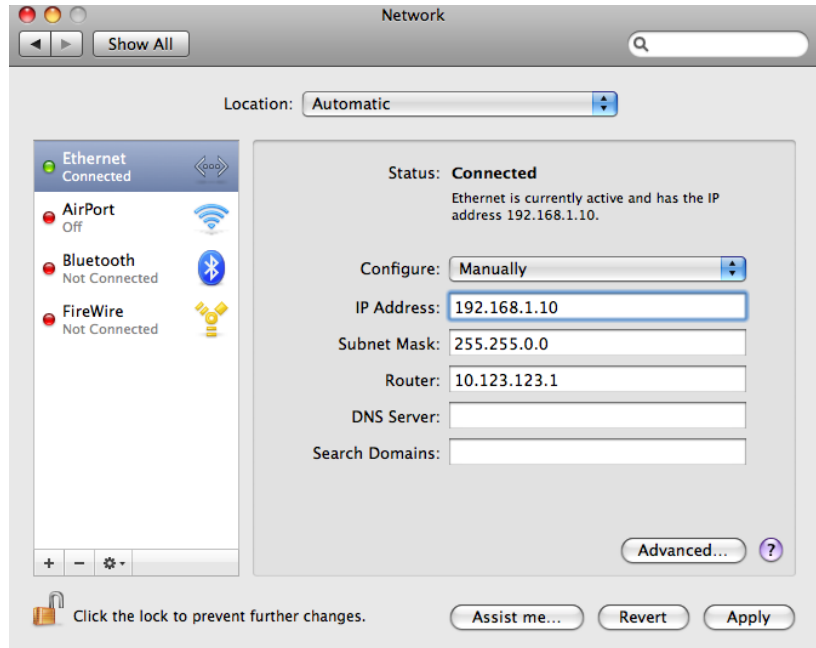 Network
Show All
Location: Automatic
Ethernet
Connected
AirPort
Off
Bluetooth
Not Connected
FireWire
Not Connected
Status: Connected
Ethernet is currently active and has the IP
address 192.168.1.10.
Configure: Manually
IP Address: 192.168.1.10
Subnet Mask: 255.255.0.0
Router: 10.123.123.1
DNS Server:
Search Domains:
Advanced... ?
Click the lock to prevent further changes.
Assist me... Revert Apply